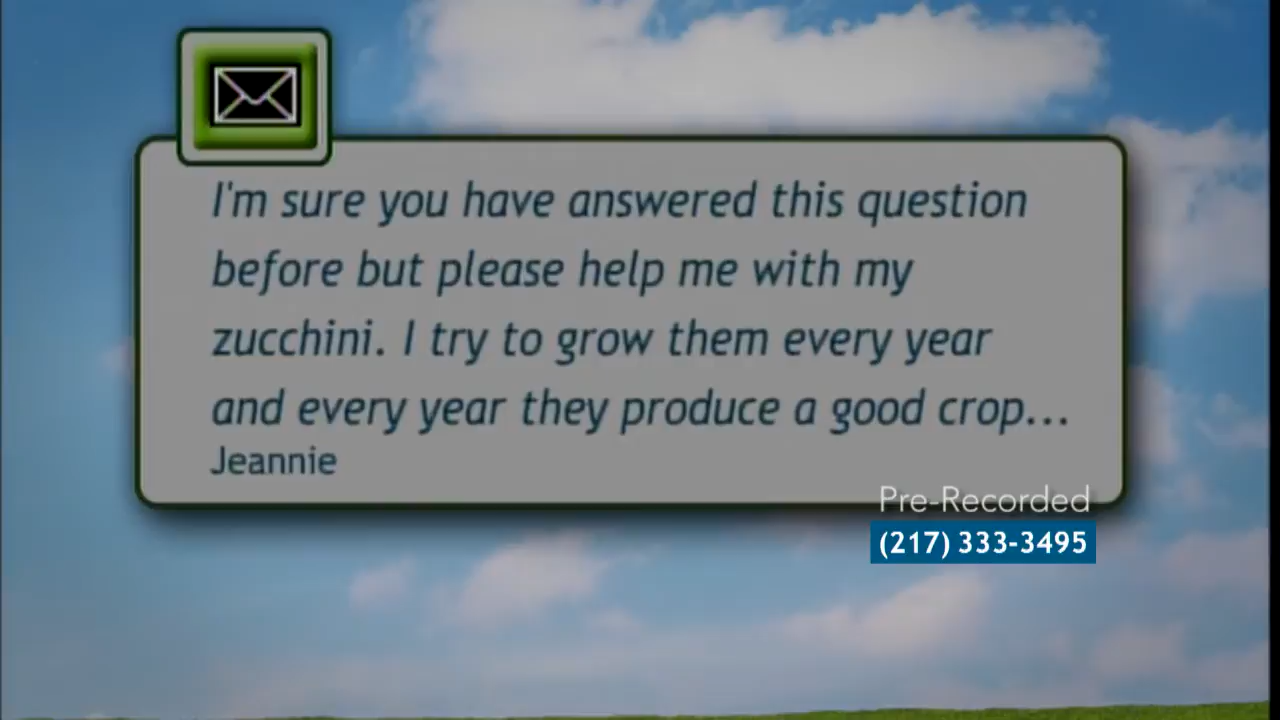 I'm sure you have answered this question
before but please help me with my
zucchini. I try to grow them every year
and every year they produce a good crop...
Jeannie
Pre-Recorded
(217) 333-3495